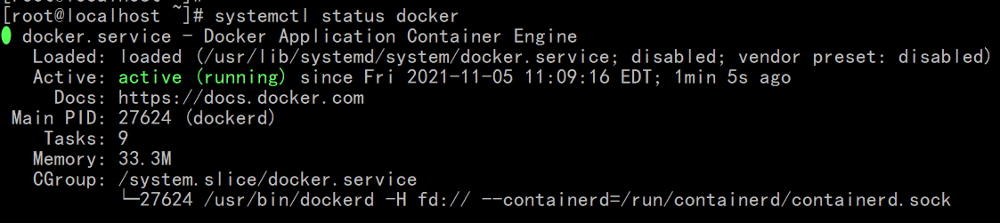 [root@localhost ~]#
[root@localhost ~]# systemctl status docker
● docker.service - Docker Application Container Engine
Loaded: loaded (/usr/lib/systemd/system/docker.service; disabled; vendor preset: disabled)
Active: active (running) since Fri 2021-11-05 11:09:16 EDT; 1min 5s ago
Docs: https://docs.docker.com
Main PID: 27624 (dockerd)
Tasks: 9
Memory: 33.3M
CGroup: /system.slice/docker.service
└─27624 /usr/bin/dockerd -H fd:// --containerd=/run/containerd/containerd.sock